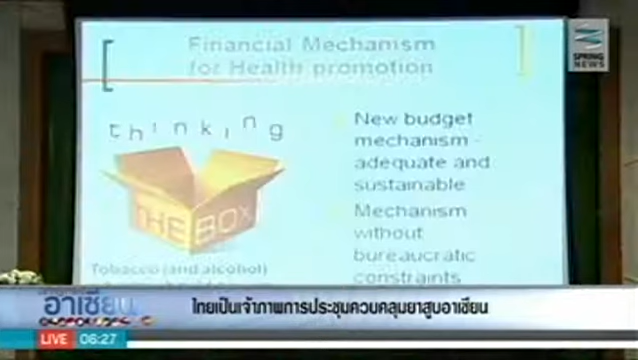 Financial Mechanism
for Health promotion
SPRING
NEWS
thinking
THE BOX
New budget
mechanism -
adequate and
sustainable
Mechanism
without
bureaucratic
constraints
Tobacco (and alcohol)
อาเซียน
ไทยเป็นเจ้าภาพการประชุมควบคลุมยาสูบอาเซียน
LIVE 06:27